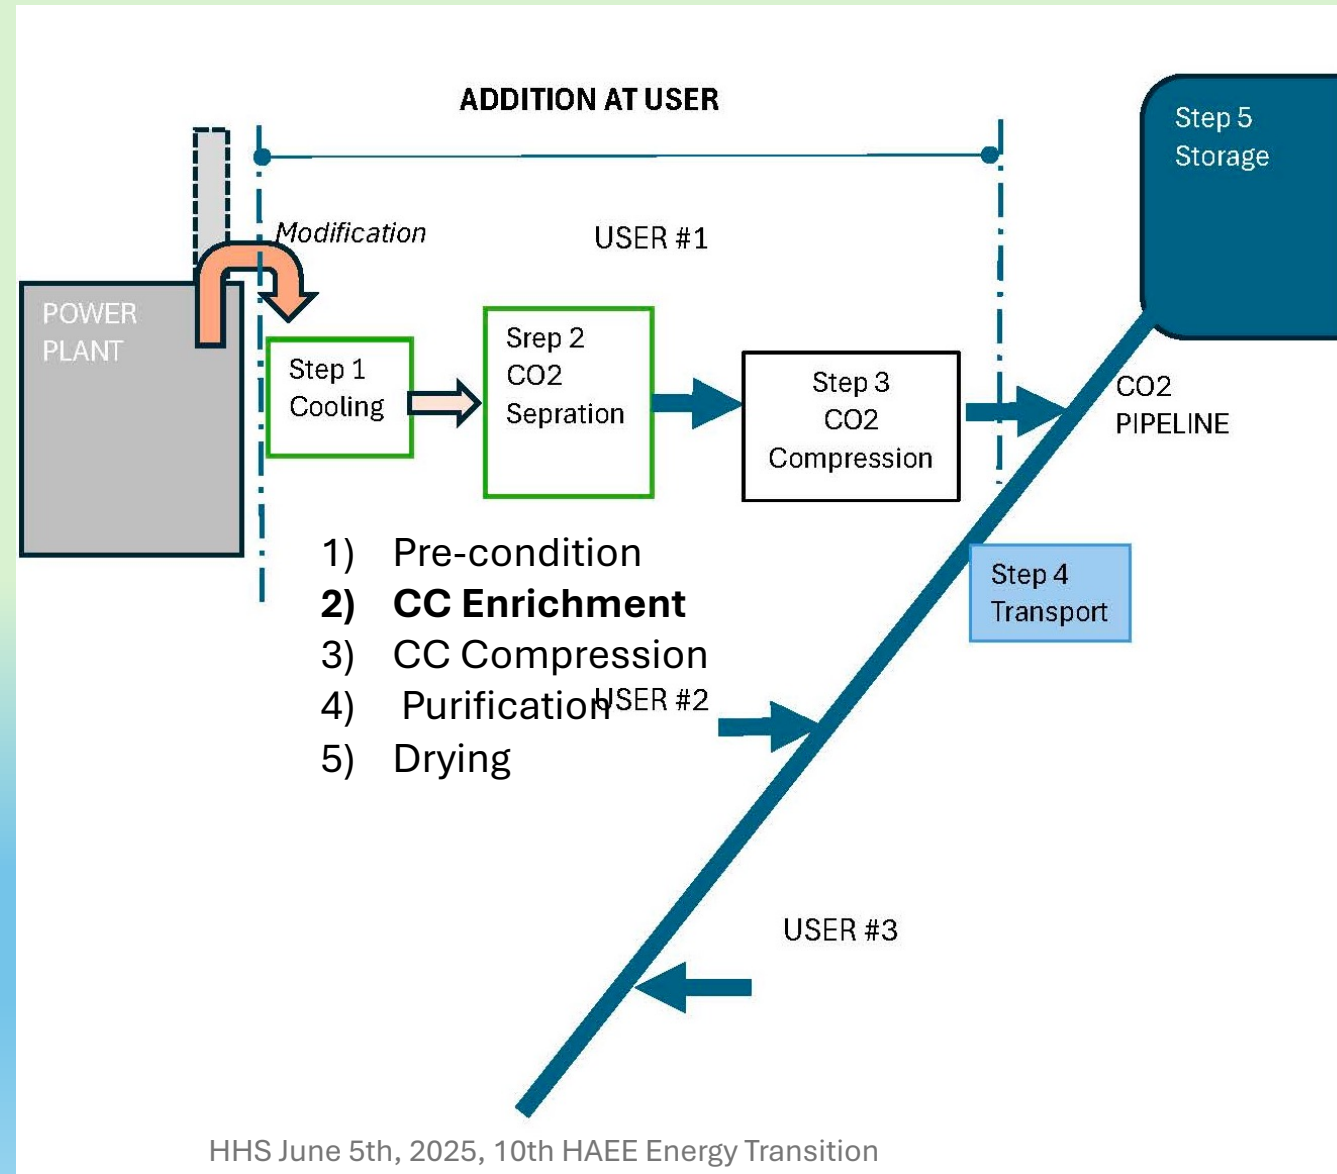 ADDITION AT USER
Step 5
Storage
Modification
USER #1
POWER
PLANT
Step 1
Cooling
Srep 2
CO2
Sepration
Step 3
CO2
Compression
CO2
PIPELINE
1) Pre-condition
2) CC Enrichment
3) CC Compression
4) Purification
5) Drying
Step 4
Transport
USER #2
USER #3
HHS June 5th, 2025, 10th HAEE Energy Transition